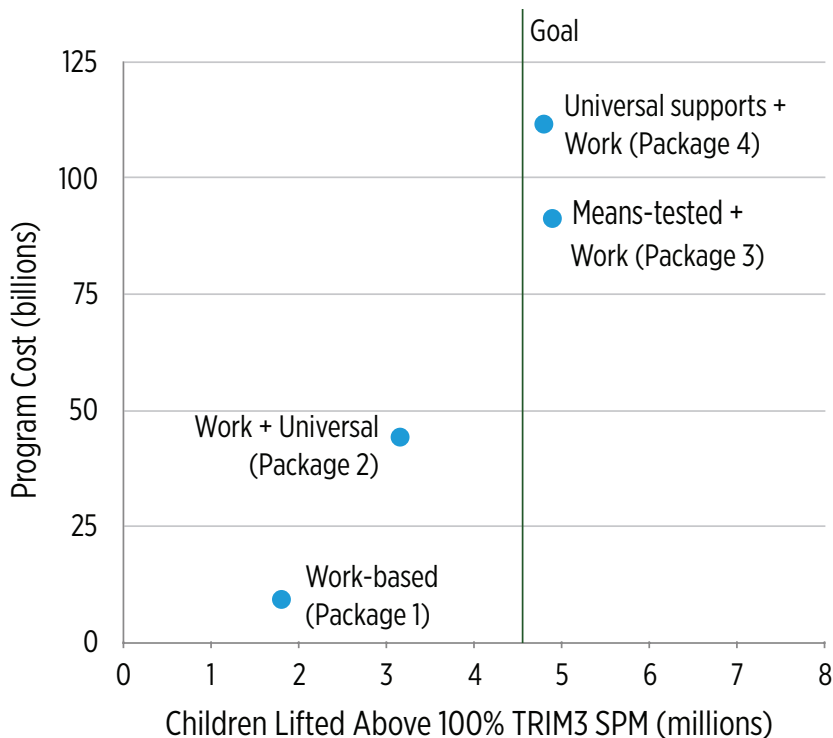 Goal
125
Universal supports +
Work (Package 4)
100
Means-tested +
Work (Package 3)
75
Program Cost (billions)
50
Work + Universal
(Package 2)
25
Work-based
(Package 1)
0
0 1 2 3 4 5 6 7 8
Children Lifted Above 100% TRIM3 SPM (millions)